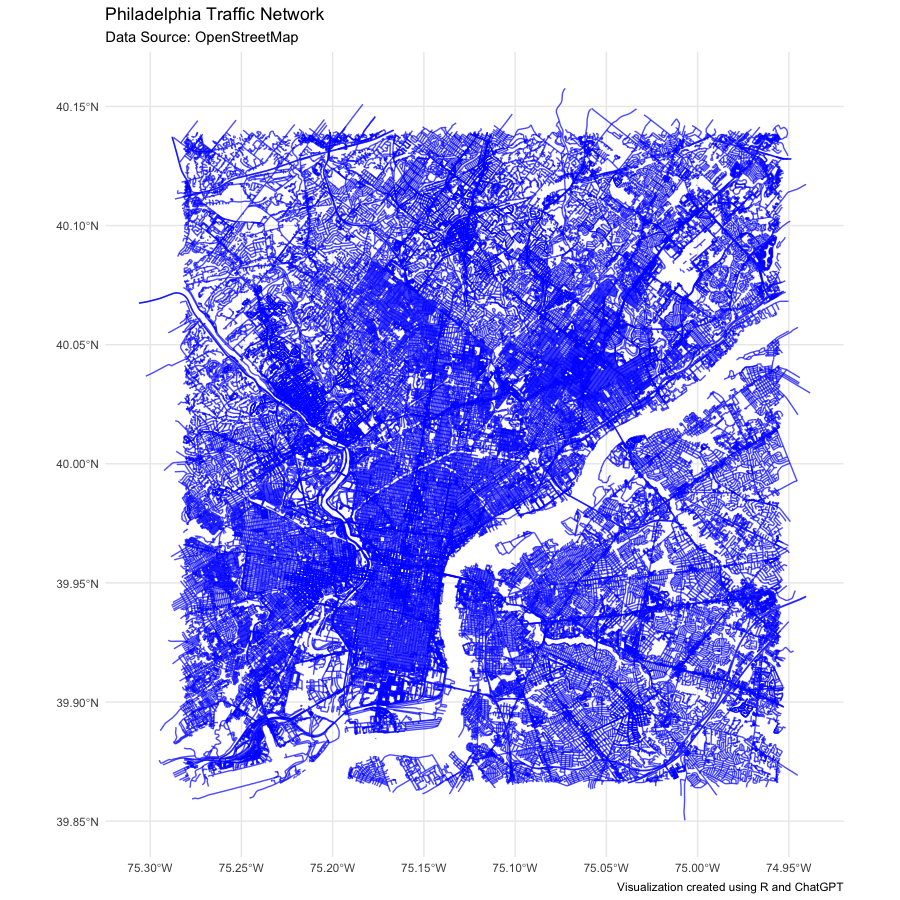 Philadelphia Traffic Network
Data Source: OpenStreetMap
40.15°N
40.10°N
40.05°N
40.00°N
39.95°N
39.90°N
39.85°N
75.30°W 75.25°W 75.20°W 75.15°W 75.10°W 75.05°W 75.00°W 74.95°W
Visualization created using R and ChatGPT